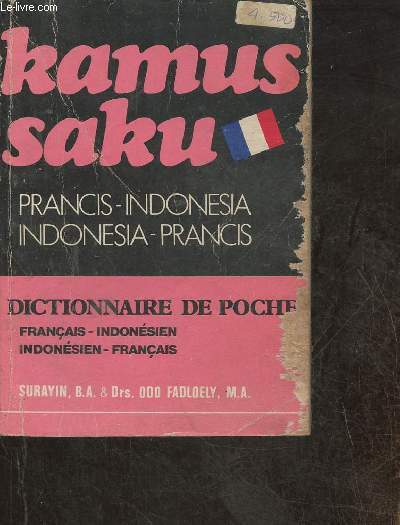 Le-livre.com
4.500
kamus
saku
PRANCIS-INDONESIA
INDONESIA-PRANCIS
DICTIONNAIRE DE POCHE
FRANÇAIS - INDONÉSIEN
INDONÉSIEN - FRANÇAIS
SURAYIN, B.A. & Drs. ODO FADLOELY, M.A.